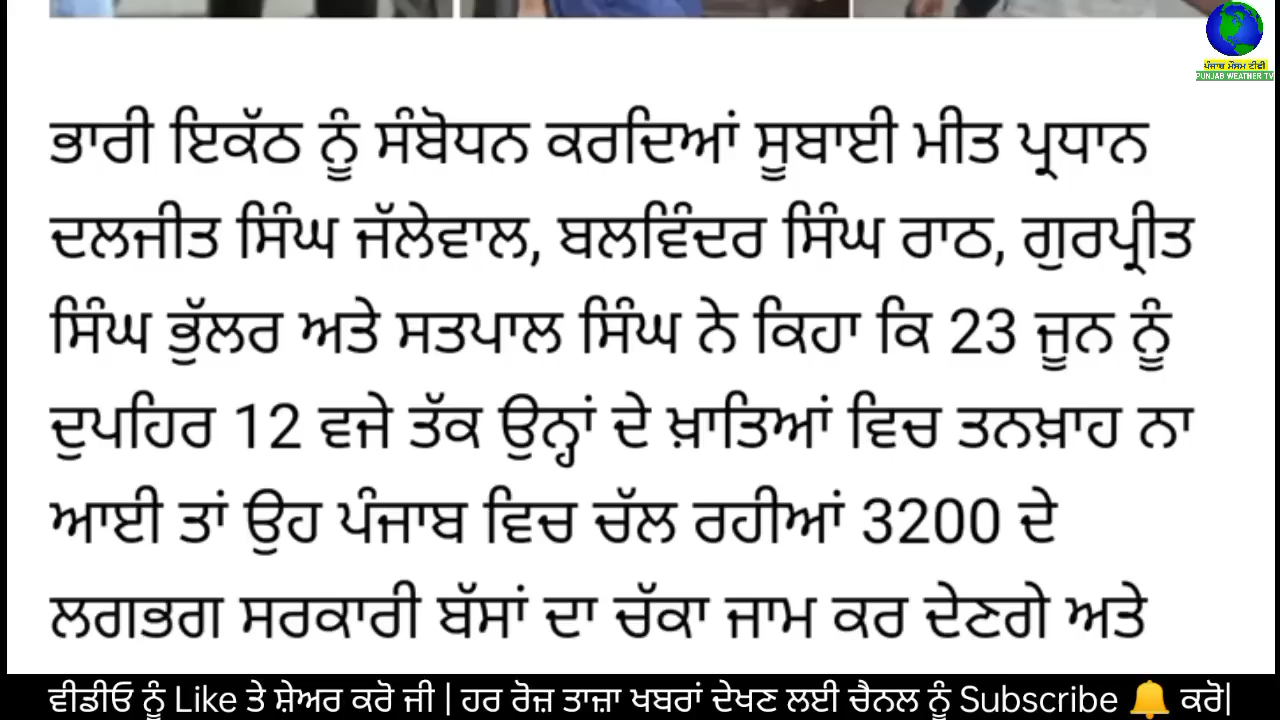 ਪੰਜਾਬ ਮੌਸਮ ਟੀਵੀ
PUNJAB WEATHER TV
ਭਾਰੀ ਇਕੱਠ ਨੂੰ ਸੰਬੋਧਨ ਕਰਦਿਆਂ ਸੂਬਾਈ ਮੀਤ ਪ੍ਰਧਾਨ
ਦਲਜੀਤ ਸਿੰਘ ਜੱਲੇਵਾਲ, ਬਲਵਿੰਦਰ ਸਿੰਘ ਰਾਠ, ਗੁਰਪ੍ਰੀਤ
ਸਿੰਘ ਭੁੱਲਰ ਅਤੇ ਸਤਪਾਲ ਸਿੰਘ ਨੇ ਕਿਹਾ ਕਿ 23 ਜੂਨ ਨੂੰ
ਦੁਪਹਿਰ 12 ਵਜੇ ਤੱਕ ਉਨ੍ਹਾਂ ਦੇ ਖ਼ਾਤਿਆਂ ਵਿਚ ਤਨਖ਼ਾਹ ਨਾ
ਆਈ ਤਾਂ ਉਹ ਪੰਜਾਬ ਵਿਚ ਚੱਲ ਰਹੀਆਂ 3200 ਦੇ
ਲਗਭਗ ਸਰਕਾਰੀ ਬੱਸਾਂ ਦਾ ਚੱਕਾ ਜਾਮ ਕਰ ਦੇਣਗੇ ਅਤੇ
ਵੀਡੀਓ ਨੂੰ Like ਤੇ ਸ਼ੇਅਰ ਕਰੋ ਜੀ | ਹਰ ਰੋਜ਼ ਤਾਜ਼ਾ ਖਬਰਾਂ ਦੇਖਣ ਲਈ ਚੈਨਲ ਨੂੰ Subscribe 🔔 ਕਰੋ|